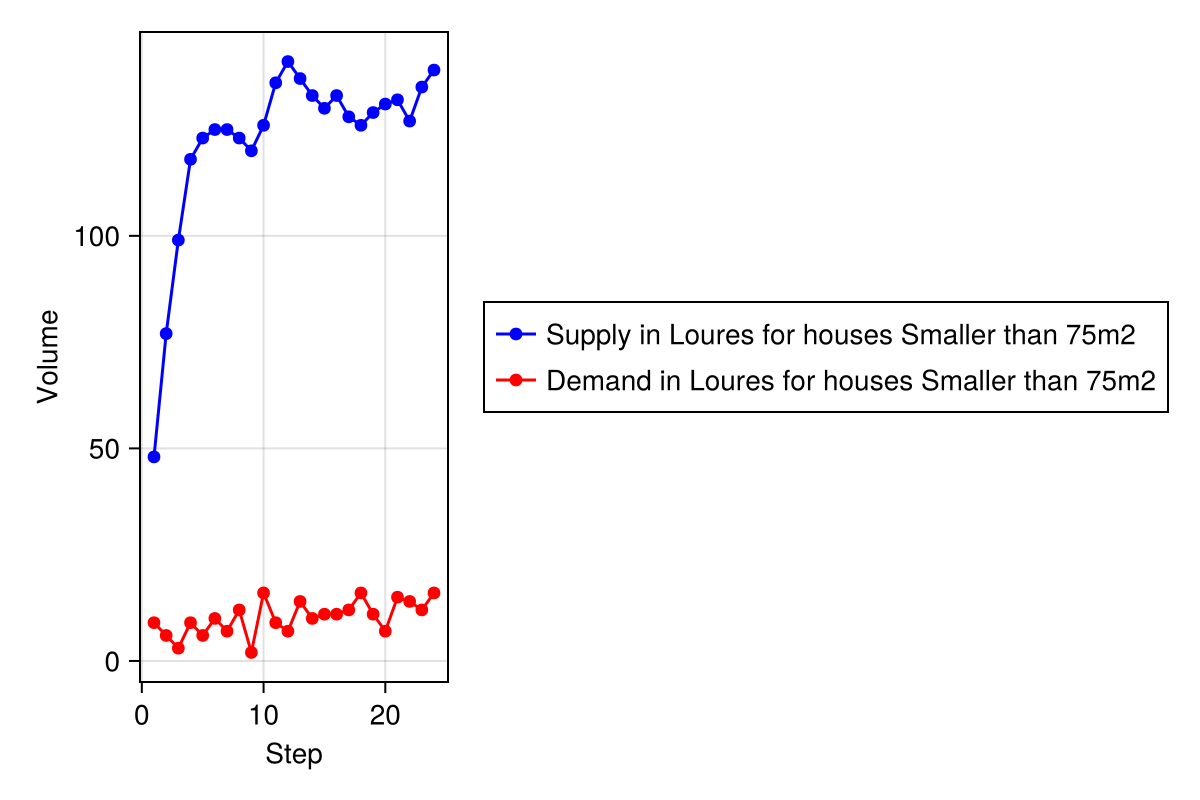 Volume
100
50
0
0 10 20
Step
Supply in Loures for houses Smaller than 75m2
Demand in Loures for houses Smaller than 75m2